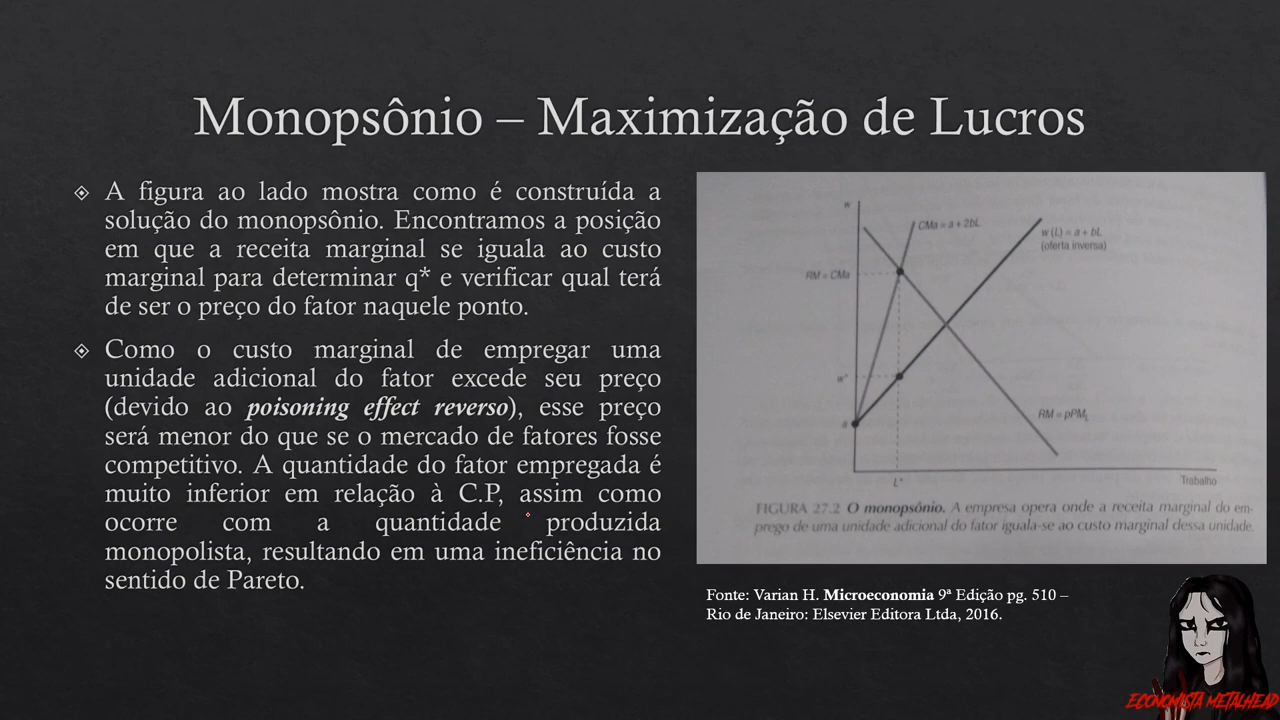 Monopsônio – Maximização de Lucros
A figura ao lado mostra como é construída a
solução do monopsônio. Encontramos a posição
em que a receita marginal se iguala ao custo
marginal para determinar q* e verificar qual terá
de ser o preço do fator naquele ponto.
Como o custo marginal de empregar uma
unidade adicional do fator excede seu preço
(devido ao poisoning effect reverso), esse preço
será menor do que se o mercado de fatores fosse
competitivo. A quantidade do fator empregada é
muito inferior em relação à C.P, assim como
ocorre com a quantidade produzida
monopolista, resultando em uma ineficiência no
sentido de Pareto.
w
CMa = a + 2bL
w (L) = a + bL
(oferta inversa)
RM = CMa
w*
RM = pPML
a
L*
Trabalho
FIGURA 27.2 O monopsônio. A empresa opera onde a receita marginal do em-
prego de uma unidade adicional do fator iguala-se ao custo marginal dessa unidade.
Fonte: Varian H. Microeconomia 9ª Edição pg. 510 –
Rio de Janeiro: Elsevier Editora Ltda, 2016.
ECONOMISTA METALHEAD